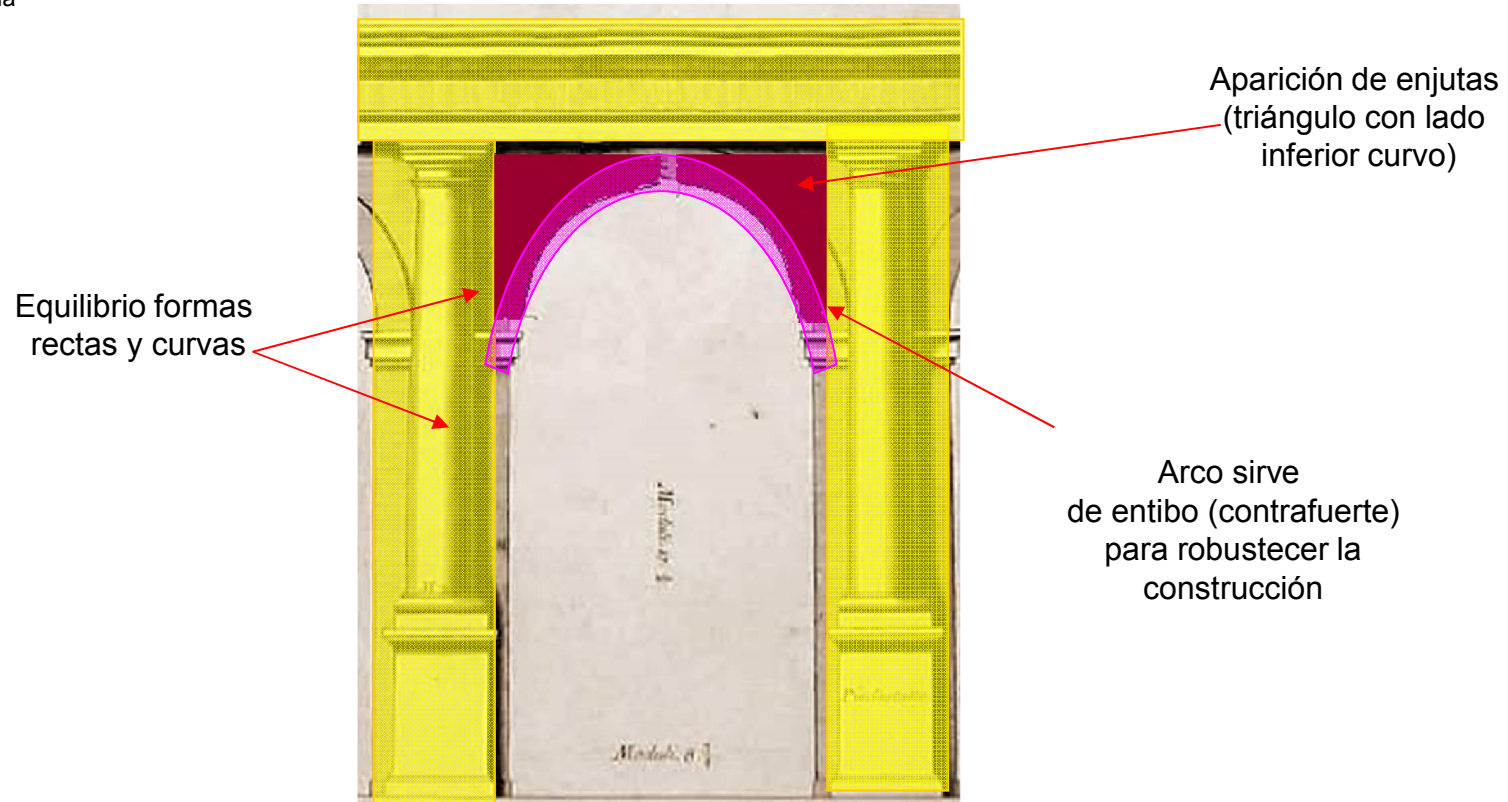 Aparición de enjutas
(triángulo con lado
inferior curvo)
Equilibrio formas
rectas y curvas
Arco sirve
de entibo (contrafuerte)
para robustecer la
construcción